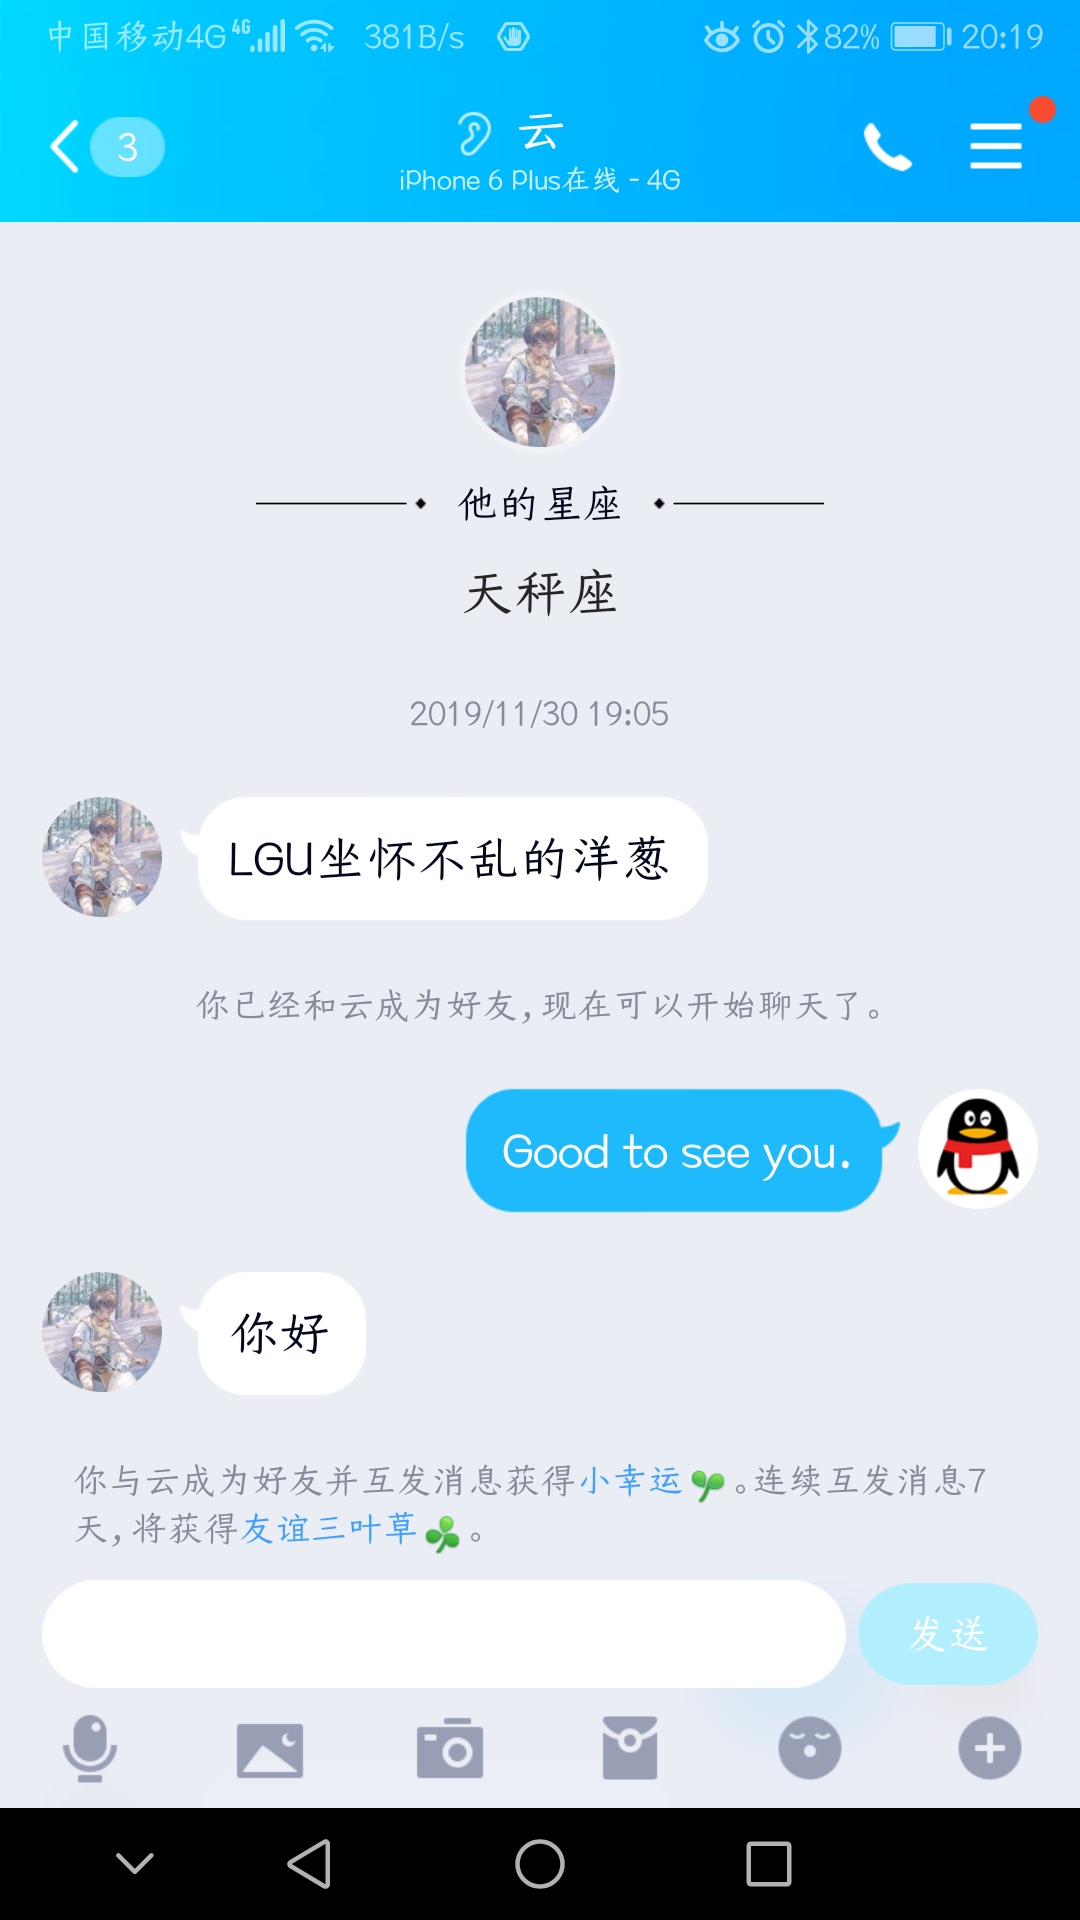 中国移动4G 4G 381B/s 82% 20:19
3 云
iPhone 6 Plus在线 - 4G
他的星座
天秤座
2019/11/30 19:05
LGU坐怀不乱的洋葱
你已经和云成为好友,现在可以开始聊天了。
Good to see you.
你好
你与云成为好友并互发消息获得小幸运。连续互发消息7
天,将获得友谊三叶草。
发送